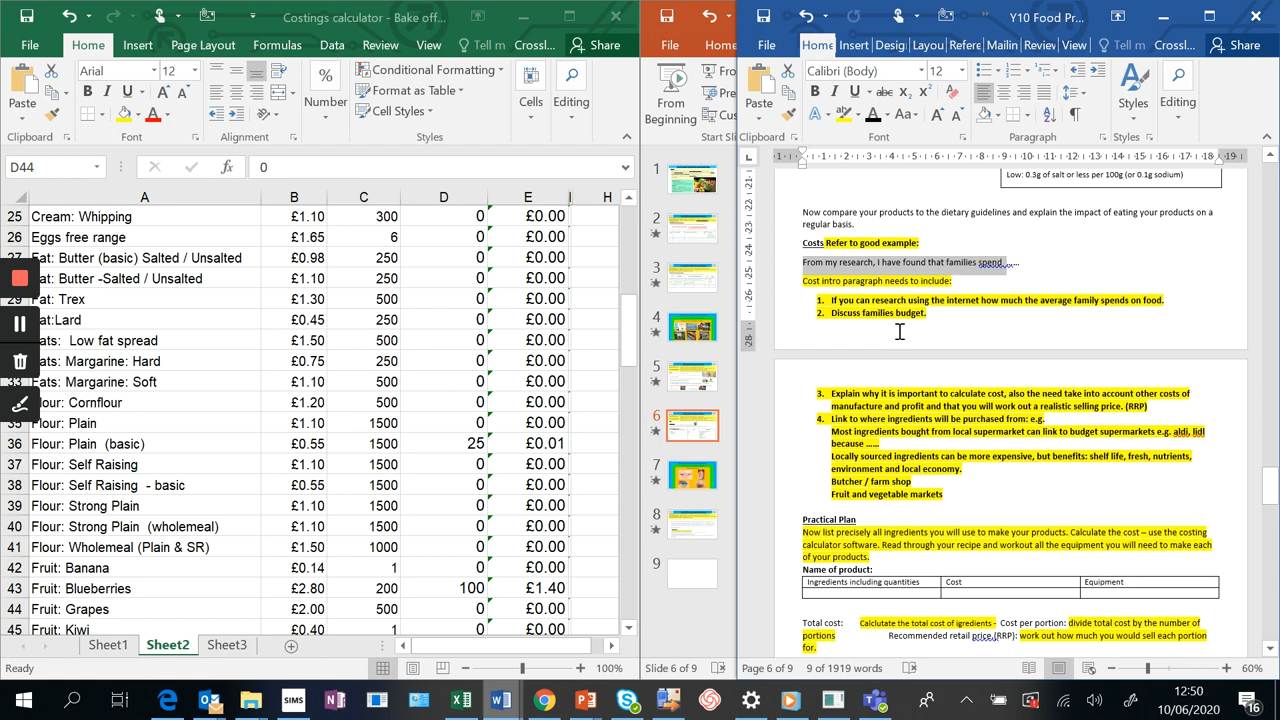 Costings calculator - Bake off...
File Home Insert Page Layout Formulas Data Review View Tell m Crossl... Share
Paste
Arial 12
B I U A
Number
Conditional Formatting
Format as Table
Cell Styles
Cells
Editing
Clipboard Font Alignment Styles
D44 fx 0
A B C D E H
25 Cream: Whipping £1.10 300 0 £0.00
26 Eggs free range £1.65 0 £0.00
Fat: Butter (basic) Salted / Unsalted £0.98 250 0 £0.00
at: Butter -Salted / Unsalted £1.10 250 0 £0.00
29 Fat: Trex £1.30 500 0 £0.00
at:Lard £0.45 250 0 £0.00
ats: Low fat spread £1.50 500 0 £0.00
ats: Margarine: Hard £0.75 250 0 £0.00
ats: Margarine: Soft £1.10 500 0 £0.00
lour: Cornflour £1.20 500 0 £0.00
lour: Plain £1.10 1500 0 £0.00
36 Flour: Plain (basic) £0.55 1500 25 £0.01
37 Flour: Self Raising £1.10 1500 0 £0.00
38 Flour: Self Raising - basic £0.55 1500 0 £0.00
39 Flour: Strong Plain £1.10 1500 0 £0.00
40 Flour: Strong Plain (wholemeal) £1.10 1500 0 £0.00
41 Flour: Wholemeal (Plain & SR) £1.50 1000 0 £0.00
42 Fruit: Banana £0.14 1 0 £0.00
43 Fruit: Blueberries £2.80 200 100 £1.40
44 Fruit: Grapes £2.00 500 0 £0.00
45 Fruit: Kiwi £0.40 1 0 £0.00
Sheet1 Sheet2 Sheet3
Ready 100%
File Home
From
Beginning
Start Sli
1
2
3
4
5
6
7
8
9
Slide 6 of 9
Y10 Food Pr...
File Home Insert Desig Layou Refere Mailin Review View Tell me Crossl... Share
Paste
Calibri (Body) 12
B I U abc x₂ x²
A Aa A A
Styles
Editing
Clipboard Font Paragraph Styles
Low: 0.3g of salt or less per 100g (or 0.1g sodium)
Now compare your products to the dietary guidelines and explain the impact of eating your products on a
regular basis.
Costs Refer to good example:
From my research, I have found that families spend ……
Cost intro paragraph needs to include:
1. If you can research using the internet how much the average family spends on food.
2. Discuss families budget.
3. Explain why it is important to calculate cost, also the need take into account other costs of
manufacture and profit and that you will work out a realistic selling price. (RRP)
4. Link to where ingredients will be purchased from: e.g.
Most ingredients bought from local supermarket can link to budget supermarkets e.g. aldi, lidl
because ……
Locally sourced ingredients can be more expensive, but benefits: shelf life, fresh, nutrients,
environment and local economy.
Butcher / farm shop
Fruit and vegetable markets
Practical Plan
Now list precisely all ingredients you will use to make your products. Calculate the cost – use the costing
calculator software. Read through your recipe and workout all the equipment you will need to make each
of your products.
Name of product:
Ingredients including quantities Cost Equipment
Total cost: Calclutate the total cost of igredients - Cost per portion: divide total cost by the number of
portions Recommended retail price.(RRP): work out how much you would sell each portion
for.
Page 6 of 9 9 of 1919 words 60%
SIMS
12:50
10/06/2020
16